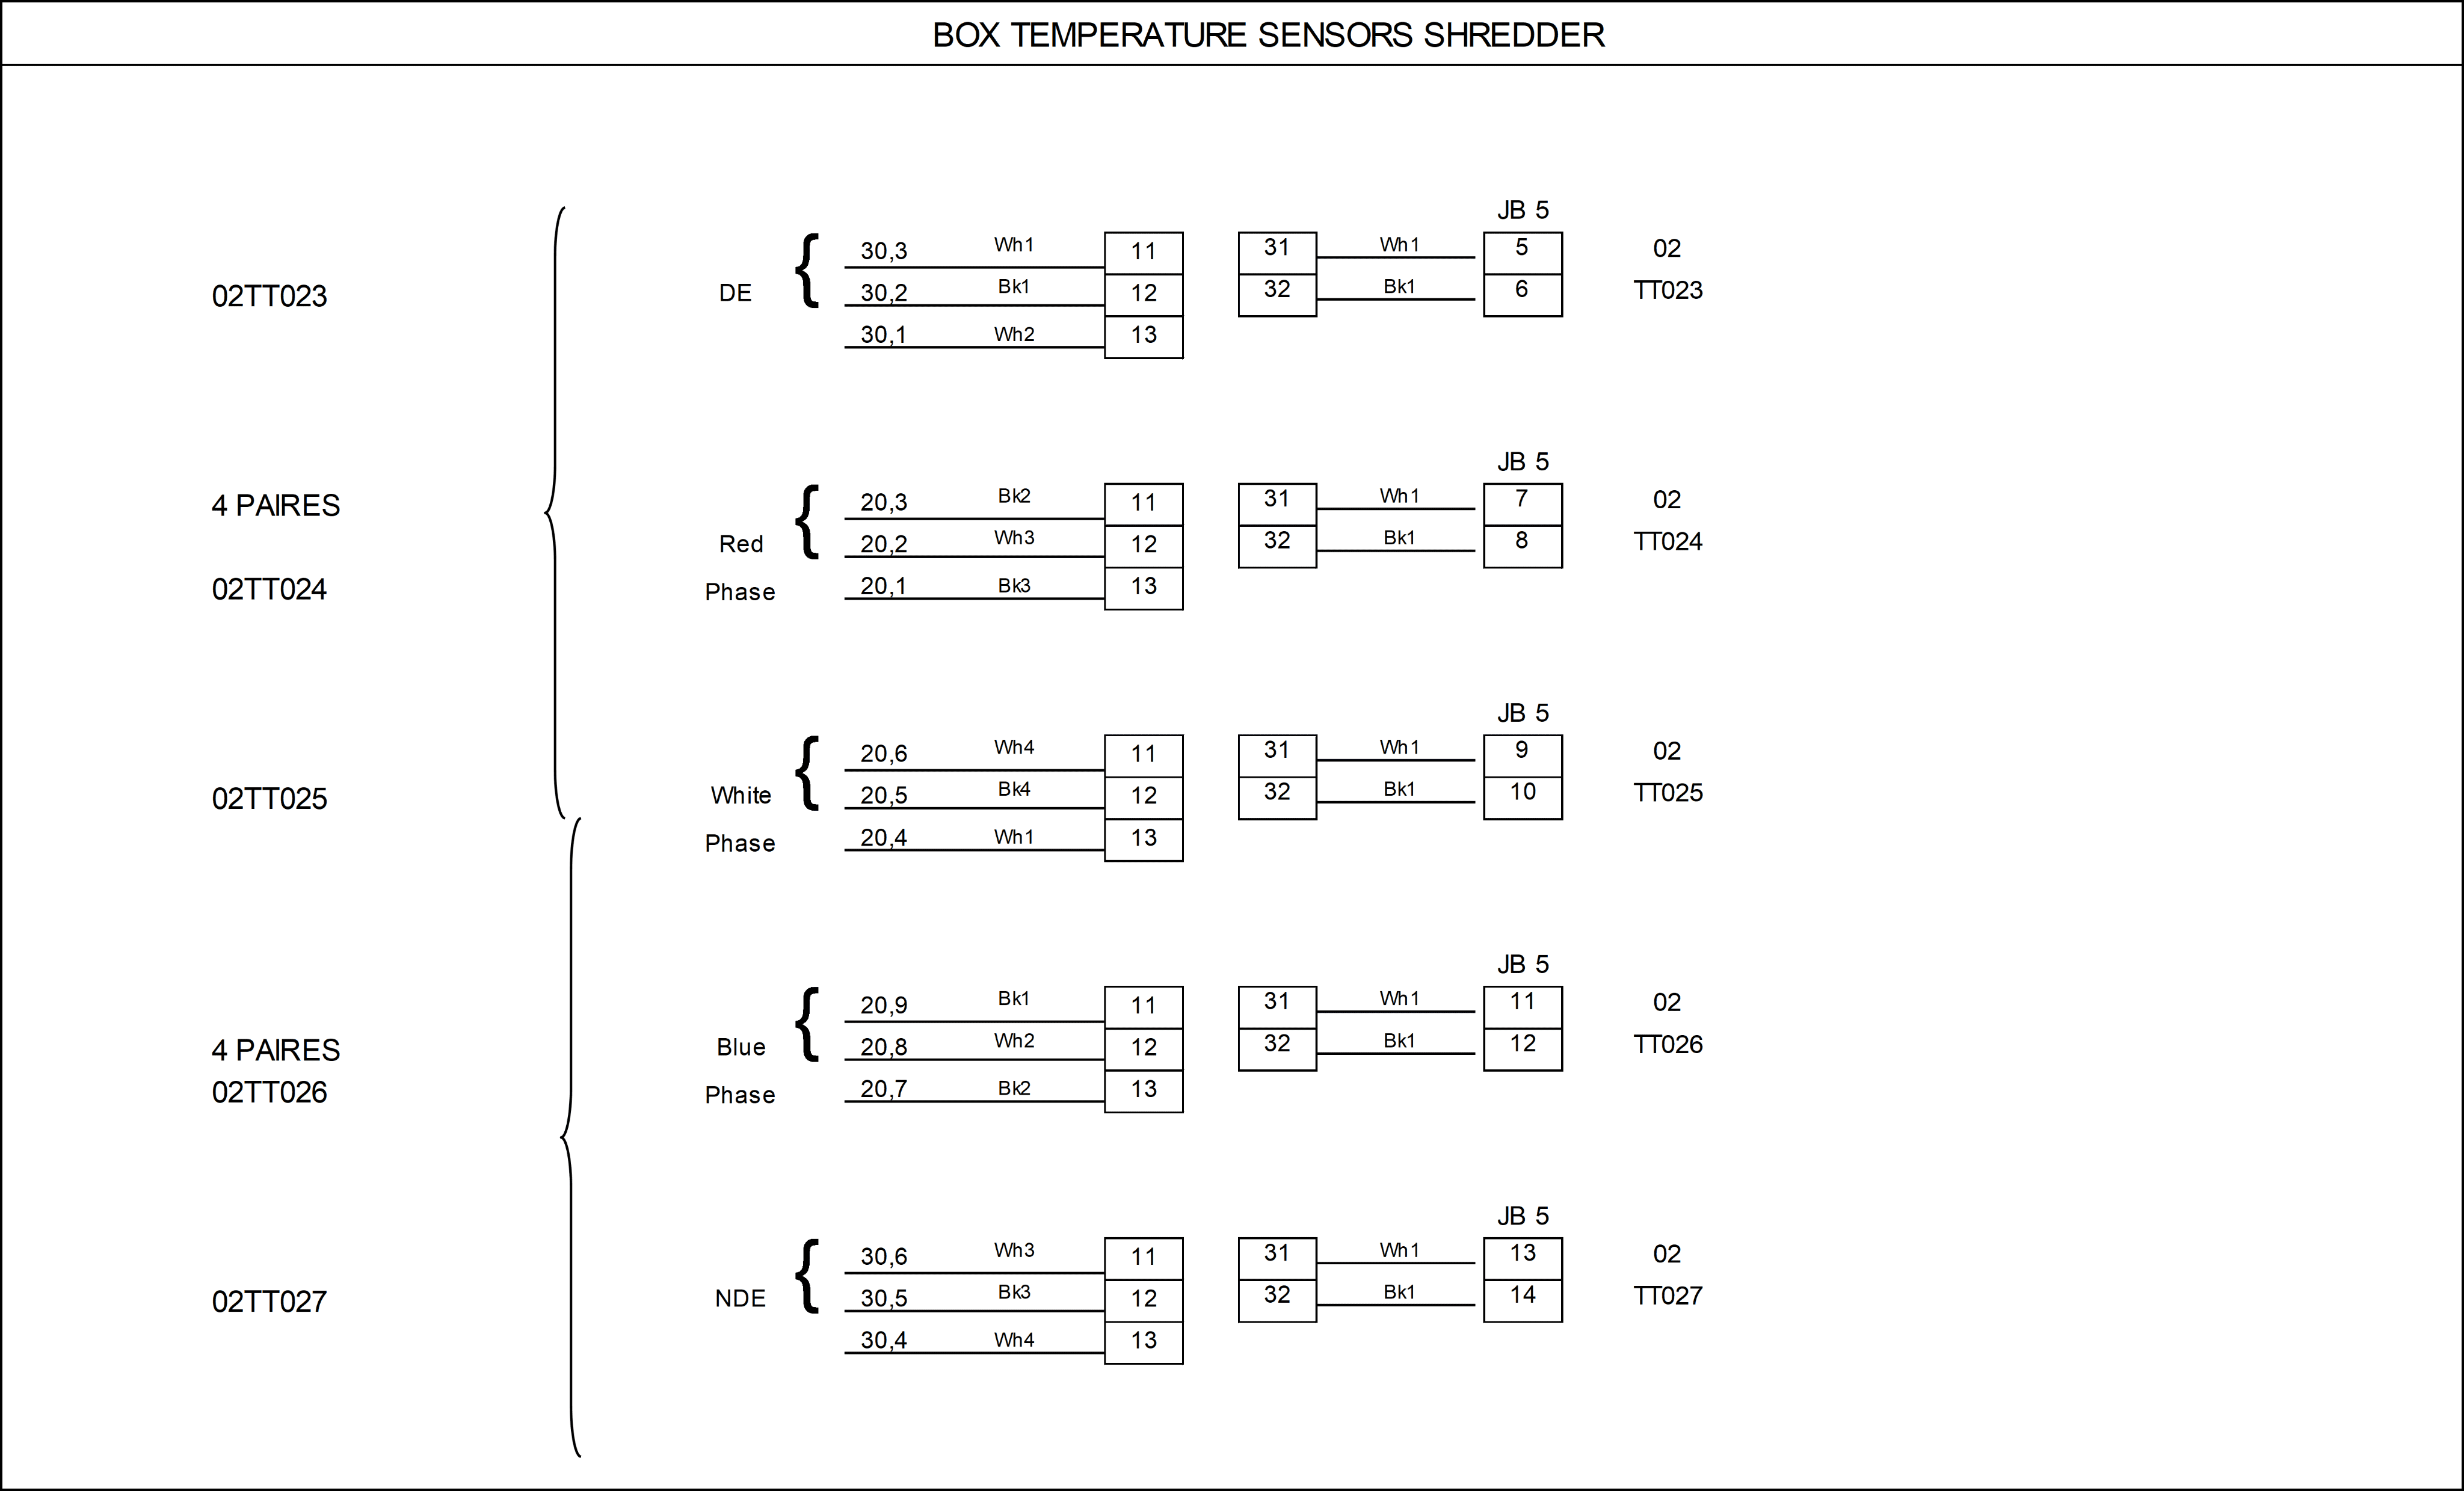 BOX TEMPERATURE SENSORS SHREDDER
JB 5
30,3 Wh1 11 31 Wh1 5 02
02TT023 DE { 30,2 Bk1 12 32 Bk1 6 TT023
30,1 Wh2 13
JB 5
4 PAIRES 20,3 Bk2 11 31 Wh1 7 02
Red { 20,2 Wh3 12 32 Bk1 8 TT024
02TT024 Phase 20,1 Bk3 13
JB 5
20,6 Wh4 11 31 Wh1 9 02
02TT025 White { 20,5 Bk4 12 32 Bk1 10 TT025
Phase 20,4 Wh1 13
JB 5
20,9 Bk1 11 31 Wh1 11 02
4 PAIRES Blue { 20,8 Wh2 12 32 Bk1 12 TT026
02TT026 Phase 20,7 Bk2 13
JB 5
30,6 Wh3 11 31 Wh1 13 02
02TT027 NDE { 30,5 Bk3 12 32 Bk1 14 TT027
30,4 Wh4 13